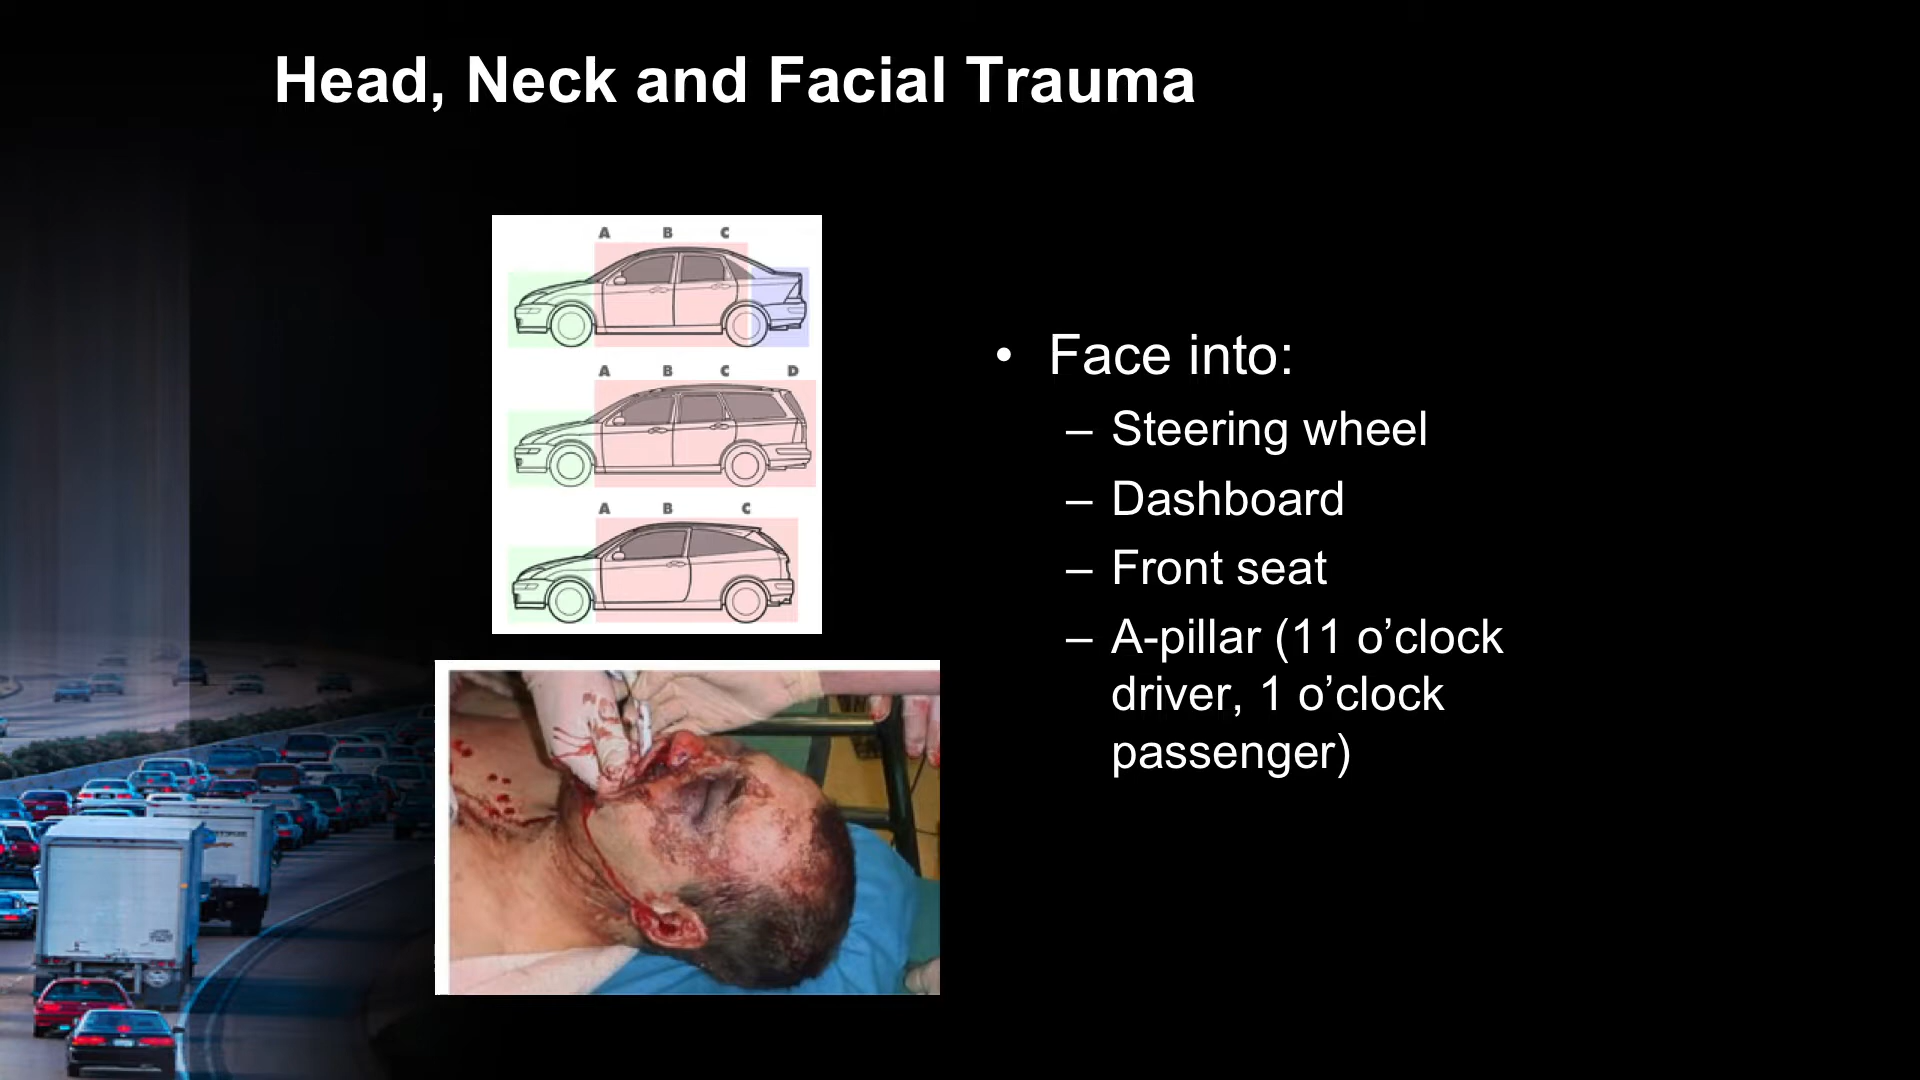 Head, Neck and Facial Trauma
A B C
A B C D
A B C
• Face into:
– Steering wheel
– Dashboard
– Front seat
– A-pillar (11 o’clock
driver, 1 o’clock
passenger)